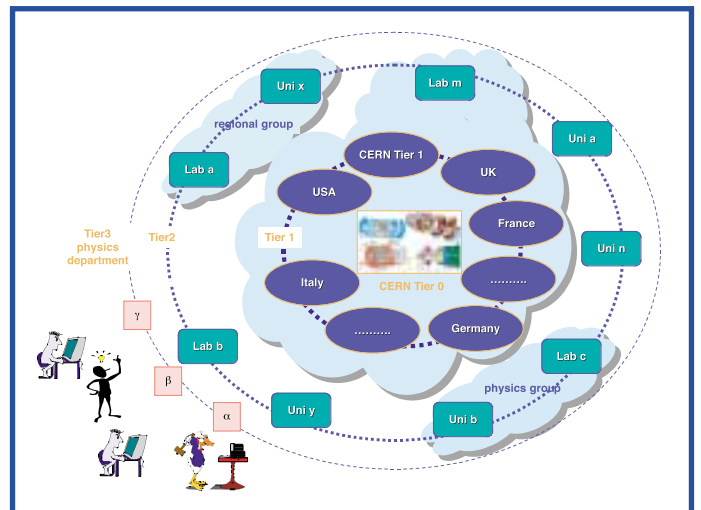 Uni x
Lab m
regional group
Uni a
CERN Tier 1
Lab a
UK
USA
France
Tier3
physics
department
Tier2
Tier 1
Uni n
Italy
..........
CERN Tier 0
γ
..........
Germany
Lab b
Lab c
β
physics group
α
Uni y
Uni b